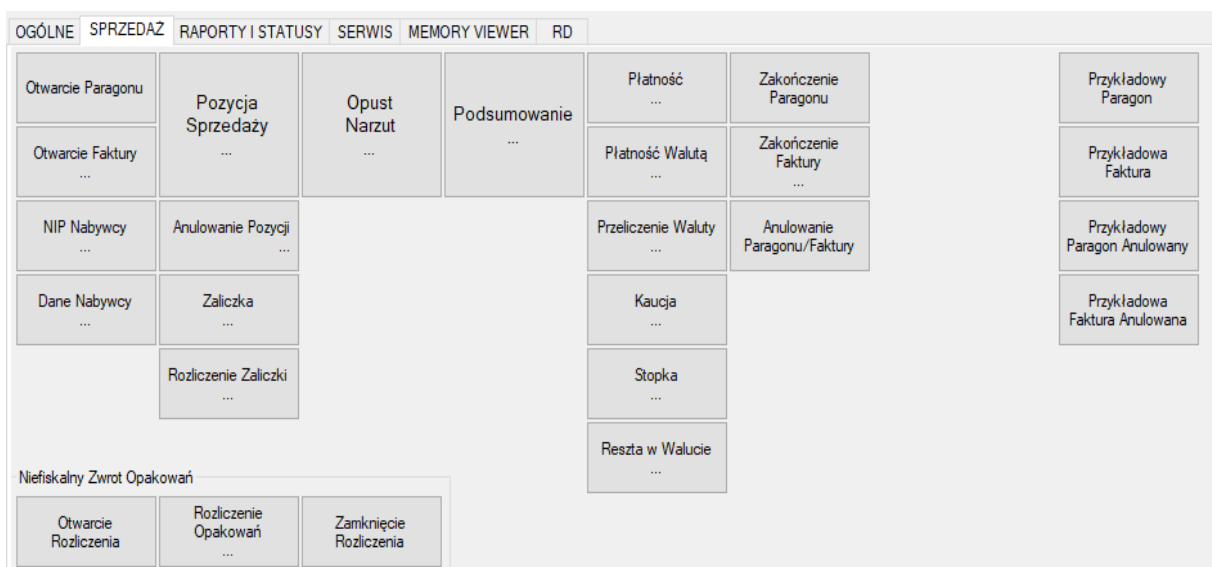 OGÓLNE SPRZEDAŻ RAPORTY I STATUSY SERWIS MEMORY VIEWER RD
Otwarcie Paragonu
Otwarcie Faktury
...
NIP Nabywcy
...
Dane Nabywcy
...
Pozycja
Sprzedaży
...
Anulowanie Pozycji
...
Zaliczka
...
Rozliczenie Zaliczki
...
Opust
Narzut
...
Podsumowanie
...
Płatność
...
Płatność Walutą
...
Przeliczenie Waluty
...
Kaucja
...
Stopka
...
Reszta w Walucie
...
Zakończenie
Paragonu
Zakończenie
Faktury
...
Anulowanie
Paragonu/Faktury
Przykładowy
Paragon
Przykładowa
Faktura
Przykładowy
Paragon Anulowany
Przykładowa
Faktura Anulowana
Niefiskalny Zwrot Opakowań
Otwarcie
Rozliczenia
Rozliczenie
Opakowań
...
Zamknięcie
Rozliczenia